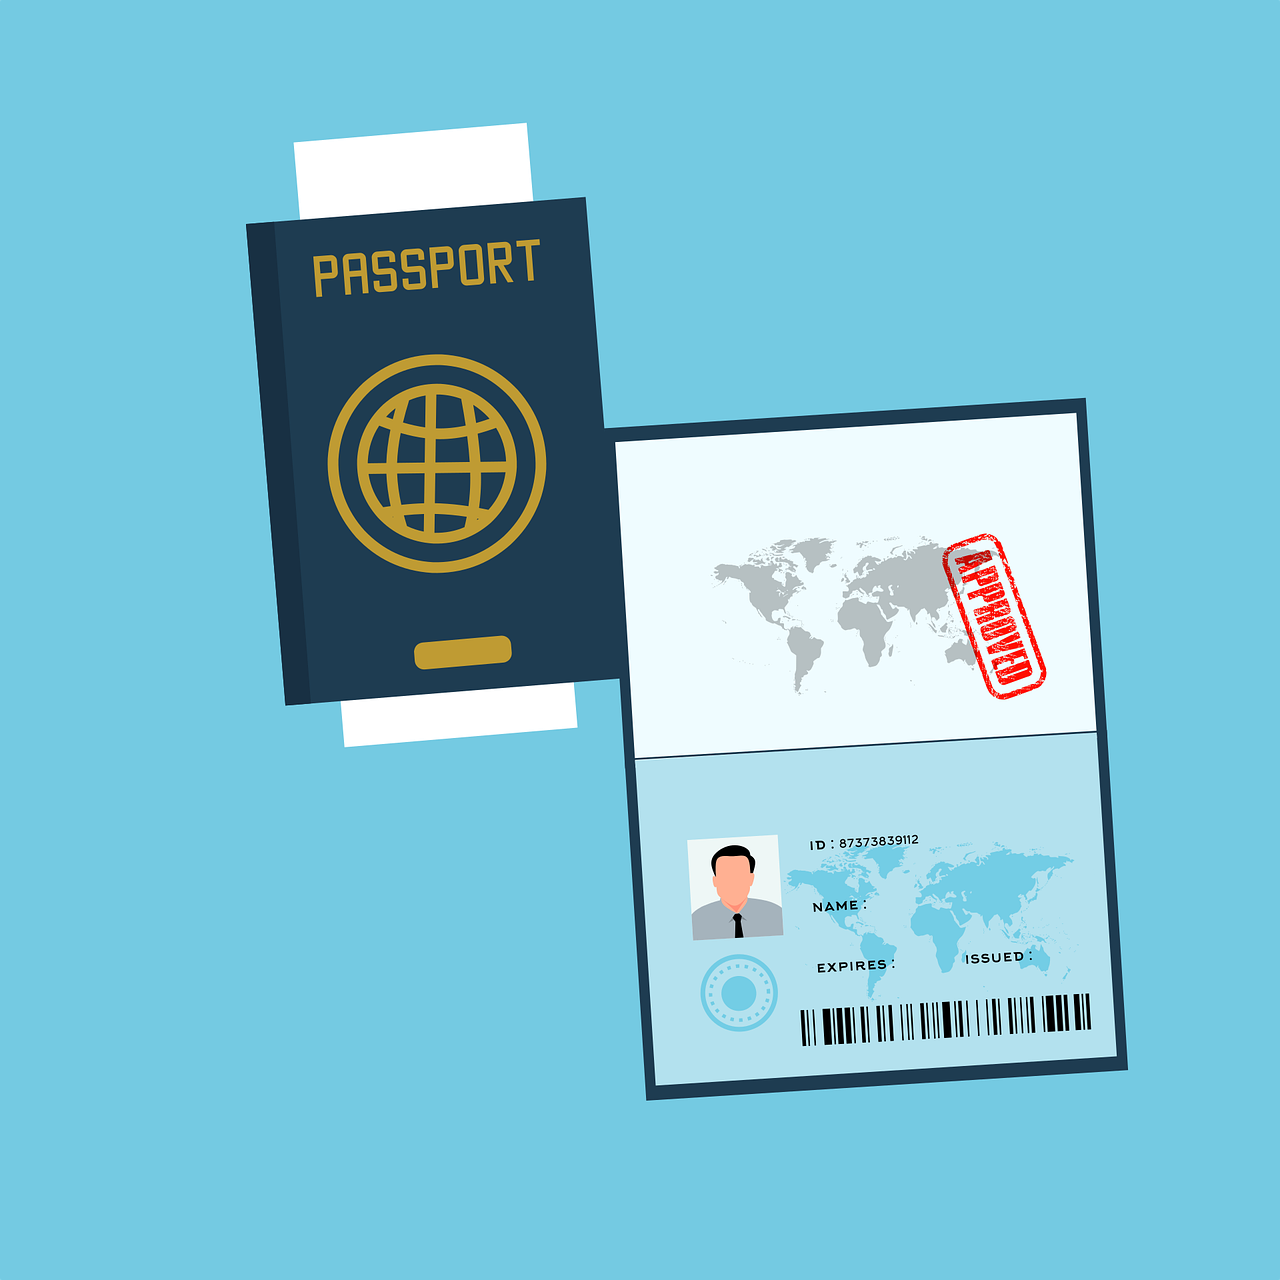 PASSPORT
APPROVED
ID : 87373839112
NAME :
EXPIRES :
ISSUED :